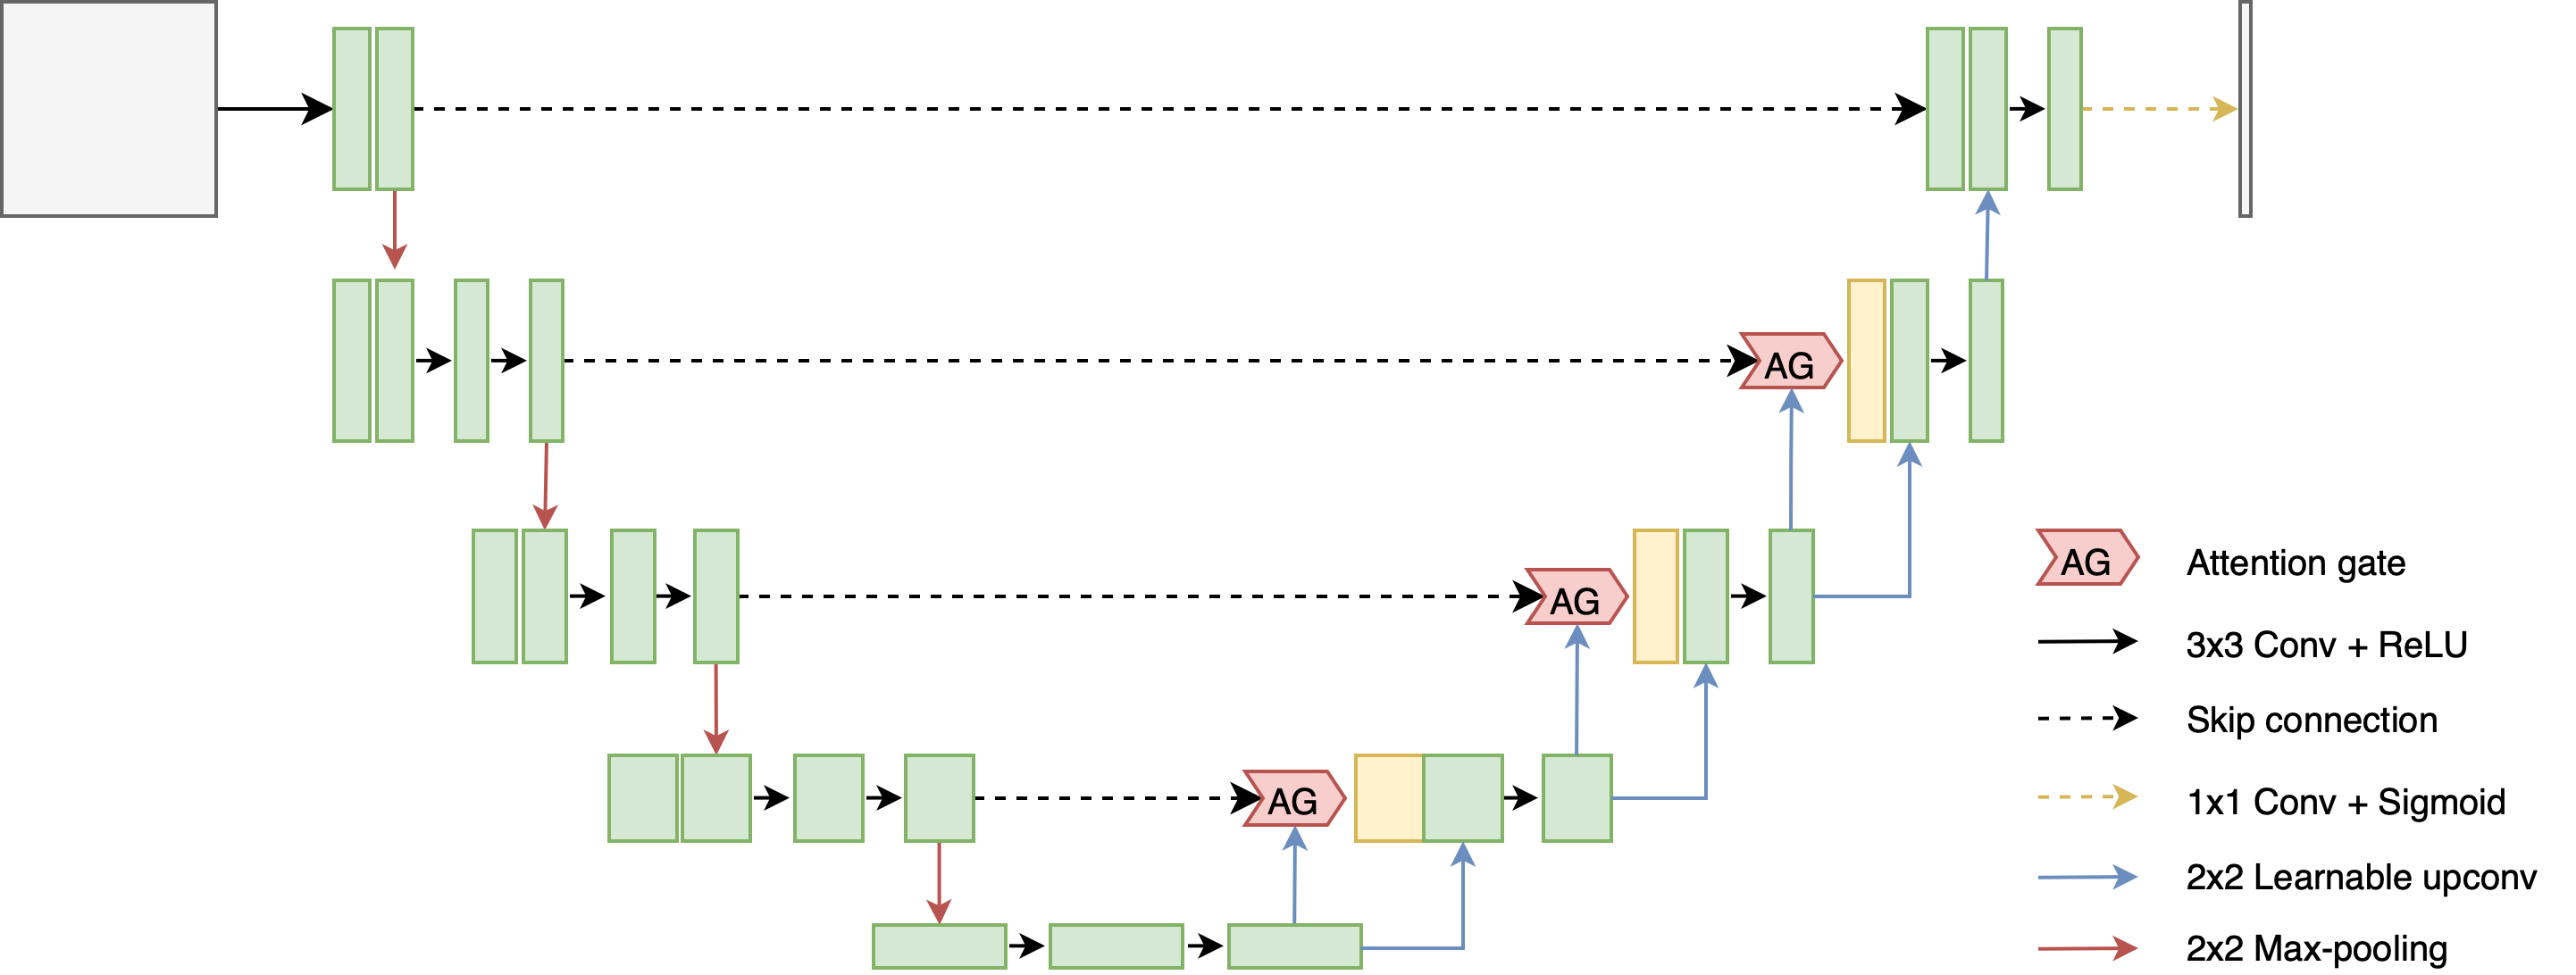 AG
AG
AG
AG Attention gate
3x3 Conv + ReLU
Skip connection
1x1 Conv + Sigmoid
2x2 Learnable upconv
2x2 Max-pooling